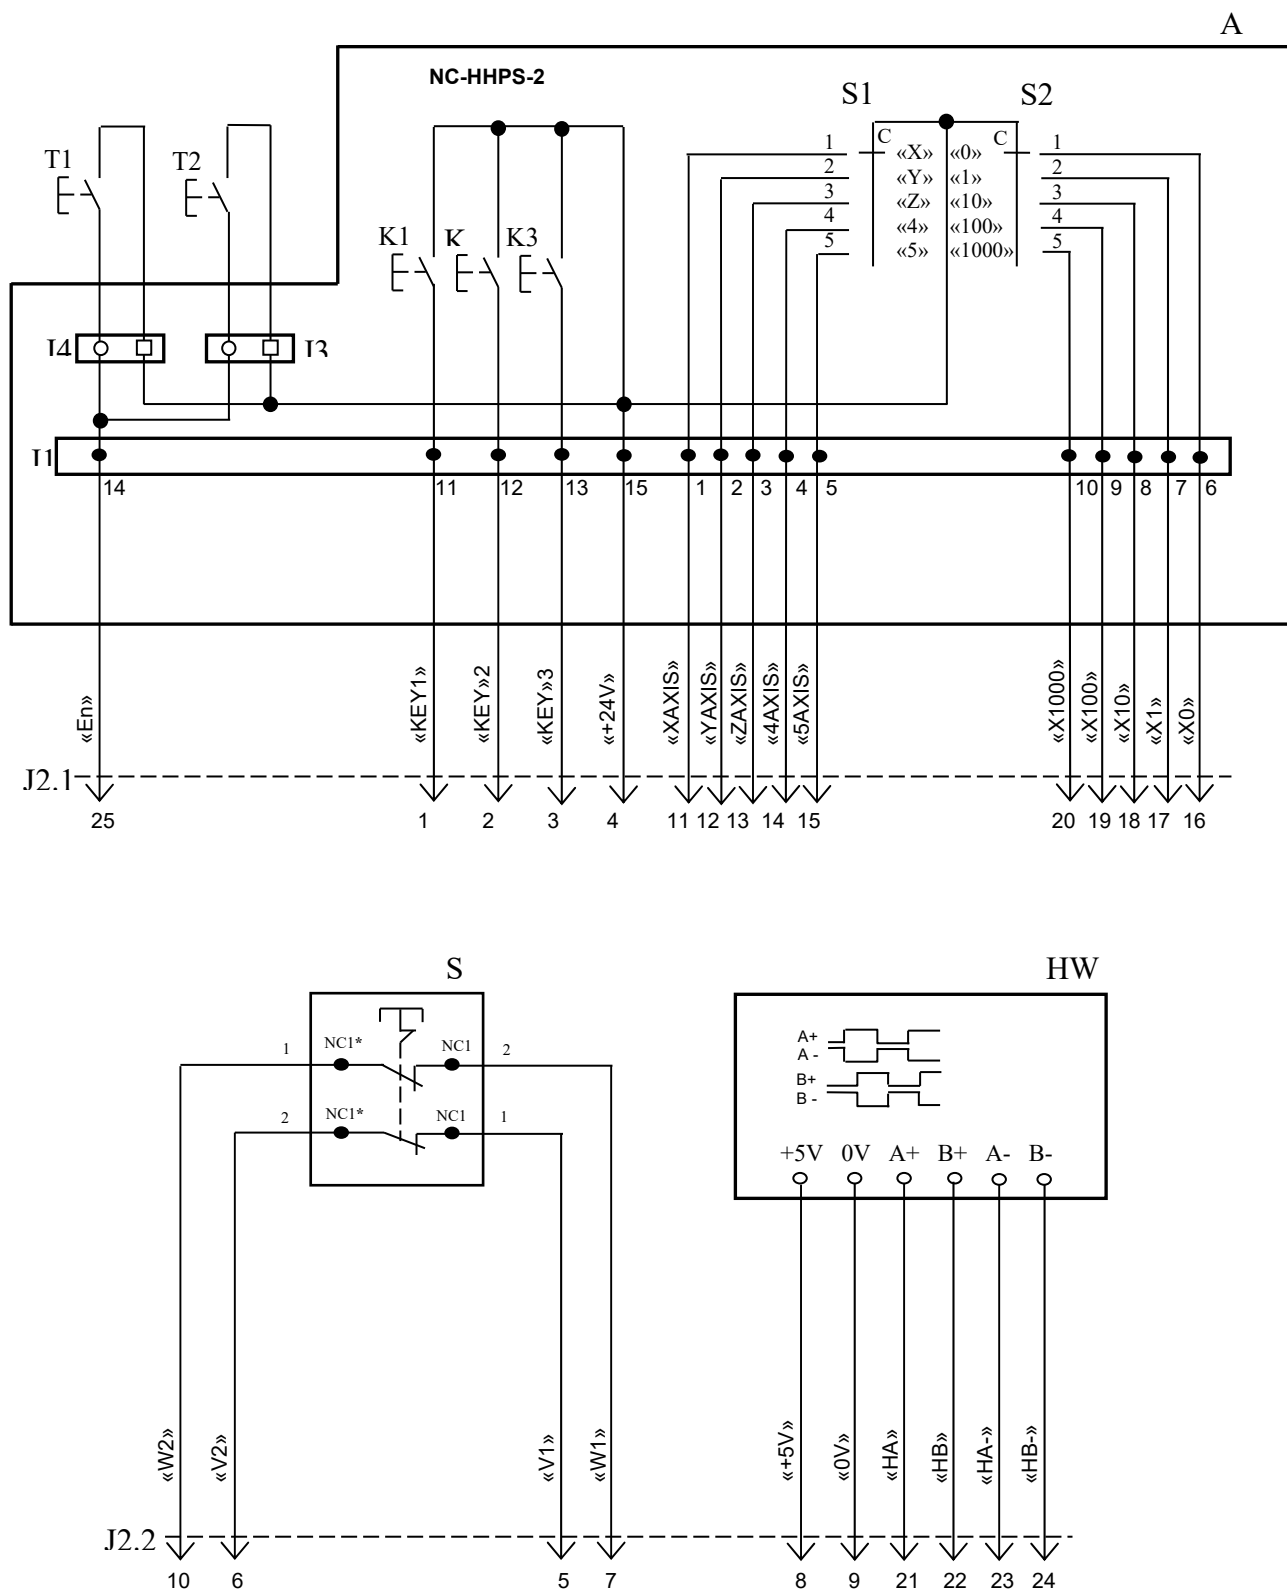 A
NC-HHPS-2
S1 S2
C C
1 «X» «0» 1
2 «Y» «1» 2
3 «Z» «10» 3
4 «4» «100» 4
5 «5» «1000» 5
T1 T2
K1 K K3
J4 J3
J1
14 11 12 13 15 1 2 3 4 5 10 9 8 7 6
«En» «KEY1» «KEY»2 «KEY»3 «+24V» «XAXIS» «YAXIS» «ZAXIS» «4AXIS» «5AXIS» «X1000» «X100» «X10» «X1» «X0»
J2.1
25 1 2 3 4 11 12 13 14 15 20 19 18 17 16
S HW
1 NC1* NC1 2
2 NC1* NC1 1
A+
A -
B+
B -
+5V 0V A+ B+ A- B-
«W2» «V2» «V1» «W1» «+5V» «0V» «HA» «HB» «HA-» «HB-»
J2.2
10 6 5 7 8 9 21 22 23 24